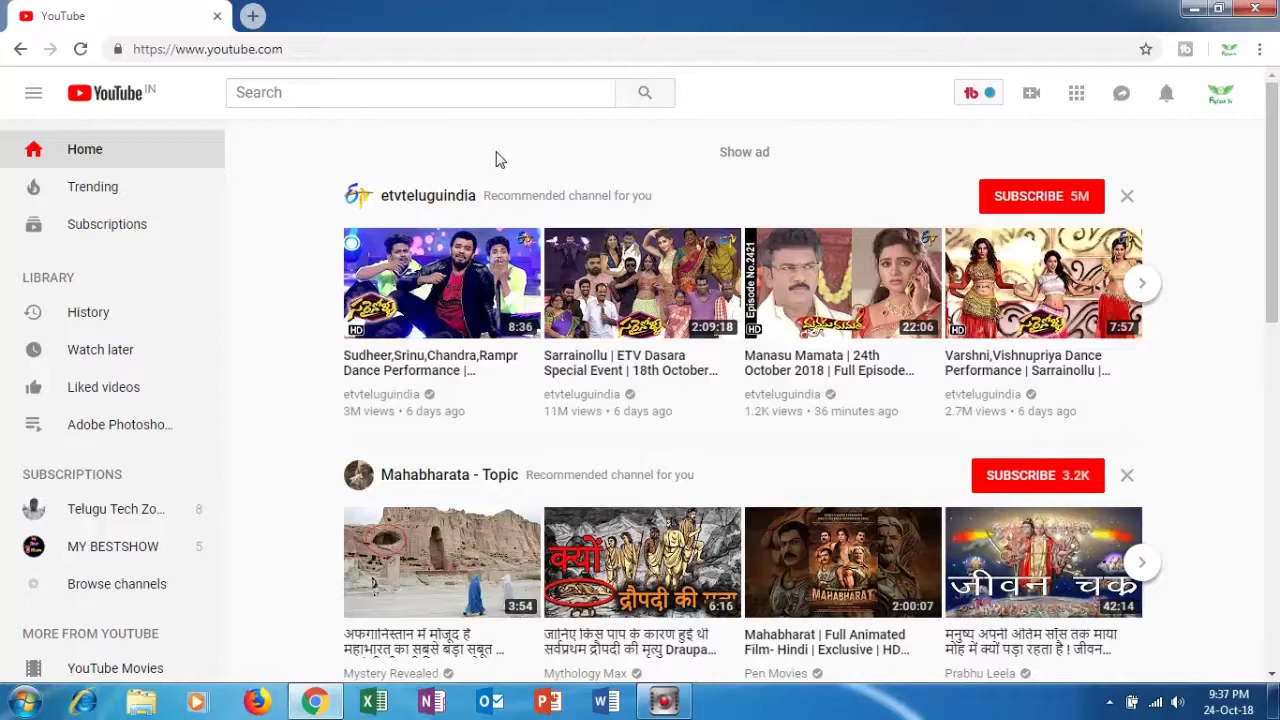 YouTube
https://www.youtube.com
YouTube IN
Search
Home
Trending
Subscriptions
LIBRARY
History
Watch later
Liked videos
Adobe Photosho...
SUBSCRIPTIONS
Telugu Tech Zo... 8
MY BESTSHOW 5
Browse channels
MORE FROM YOUTUBE
YouTube Movies
Show ad
etvteluguindia Recommended channel for you SUBSCRIBE 5M
HD 8:36
2:09:18
Episode No.2421 HD 22:06
HD 7:57
Sudheer,Srinu,Chandra,Rampr
Dance Performance |...
etvteluguindia
3M views • 6 days ago
Sarrainollu | ETV Dasara
Special Event | 18th October...
etvteluguindia
11M views • 6 days ago
Manasu Mamata | 24th
October 2018 | Full Episode...
etvteluguindia
1.2K views • 36 minutes ago
Varshni,Vishnupriya Dance
Performance | Sarrainollu |...
etvteluguindia
2.7M views • 6 days ago
Mahabharata - Topic Recommended channel for you SUBSCRIBE 3.2K
3:54
क्यों
द्रौपदी की
6:16
MAHABHARAT
2:00:07
जीवन चक्र
42:14
अफगानिस्तान में मौजूद है
महाभारत का सबसे बड़ा सबूत ...
Mystery Revealed
जानिए किस पाप के कारण हुई थी
सर्वप्रथम द्रौपदी की मृत्यु Draupa...
Mythology Max
Mahabharat | Full Animated
Film- Hindi | Exclusive | HD...
Pen Movies
मनुष्य अपनी अंतिम साँस तक माया
मोह में क्यों पड़ा रहता है ! जीवन...
Prabhu Leela
9:37 PM
24-Oct-18